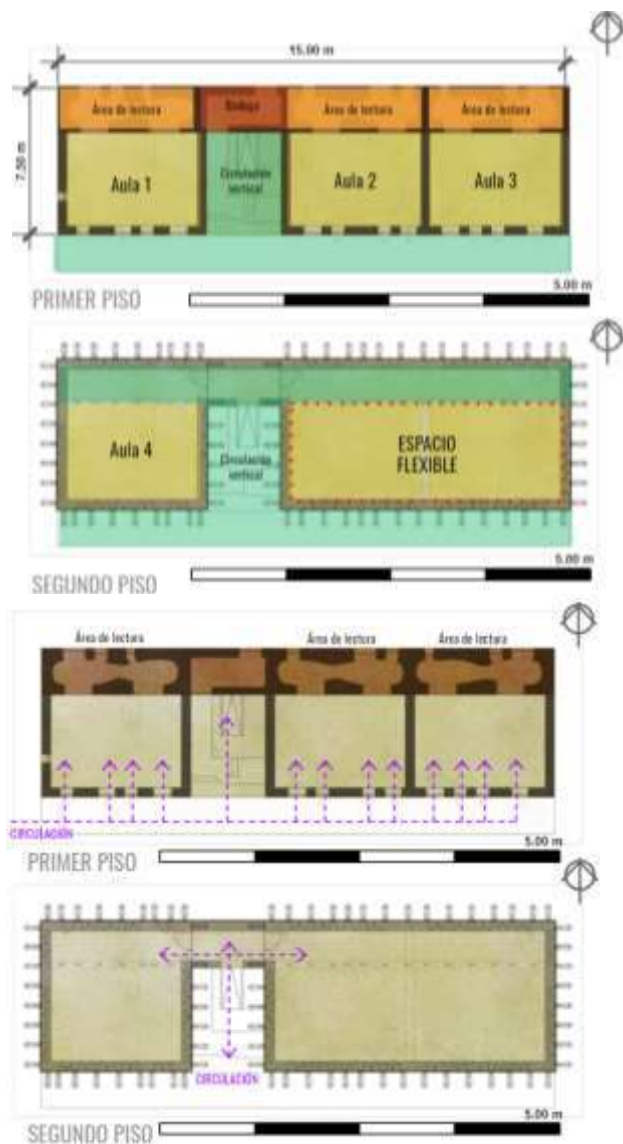 15.00 m
Área de lectura
Bodega
Área de lectura
Área de lectura
7.50 m
Aula 1
Circulación
vertical
Aula 2
Aula 3
5.00 m
PRIMER PISO
Aula 4
Circulación
vertical
ESPACIO
FLEXIBLE
5.00 m
SEGUNDO PISO
Área de lectura
Área de lectura
Área de lectura
CIRCULACIÓN
5.00 m
PRIMER PISO
CIRCULACIÓN
5.00 m
SEGUNDO PISO